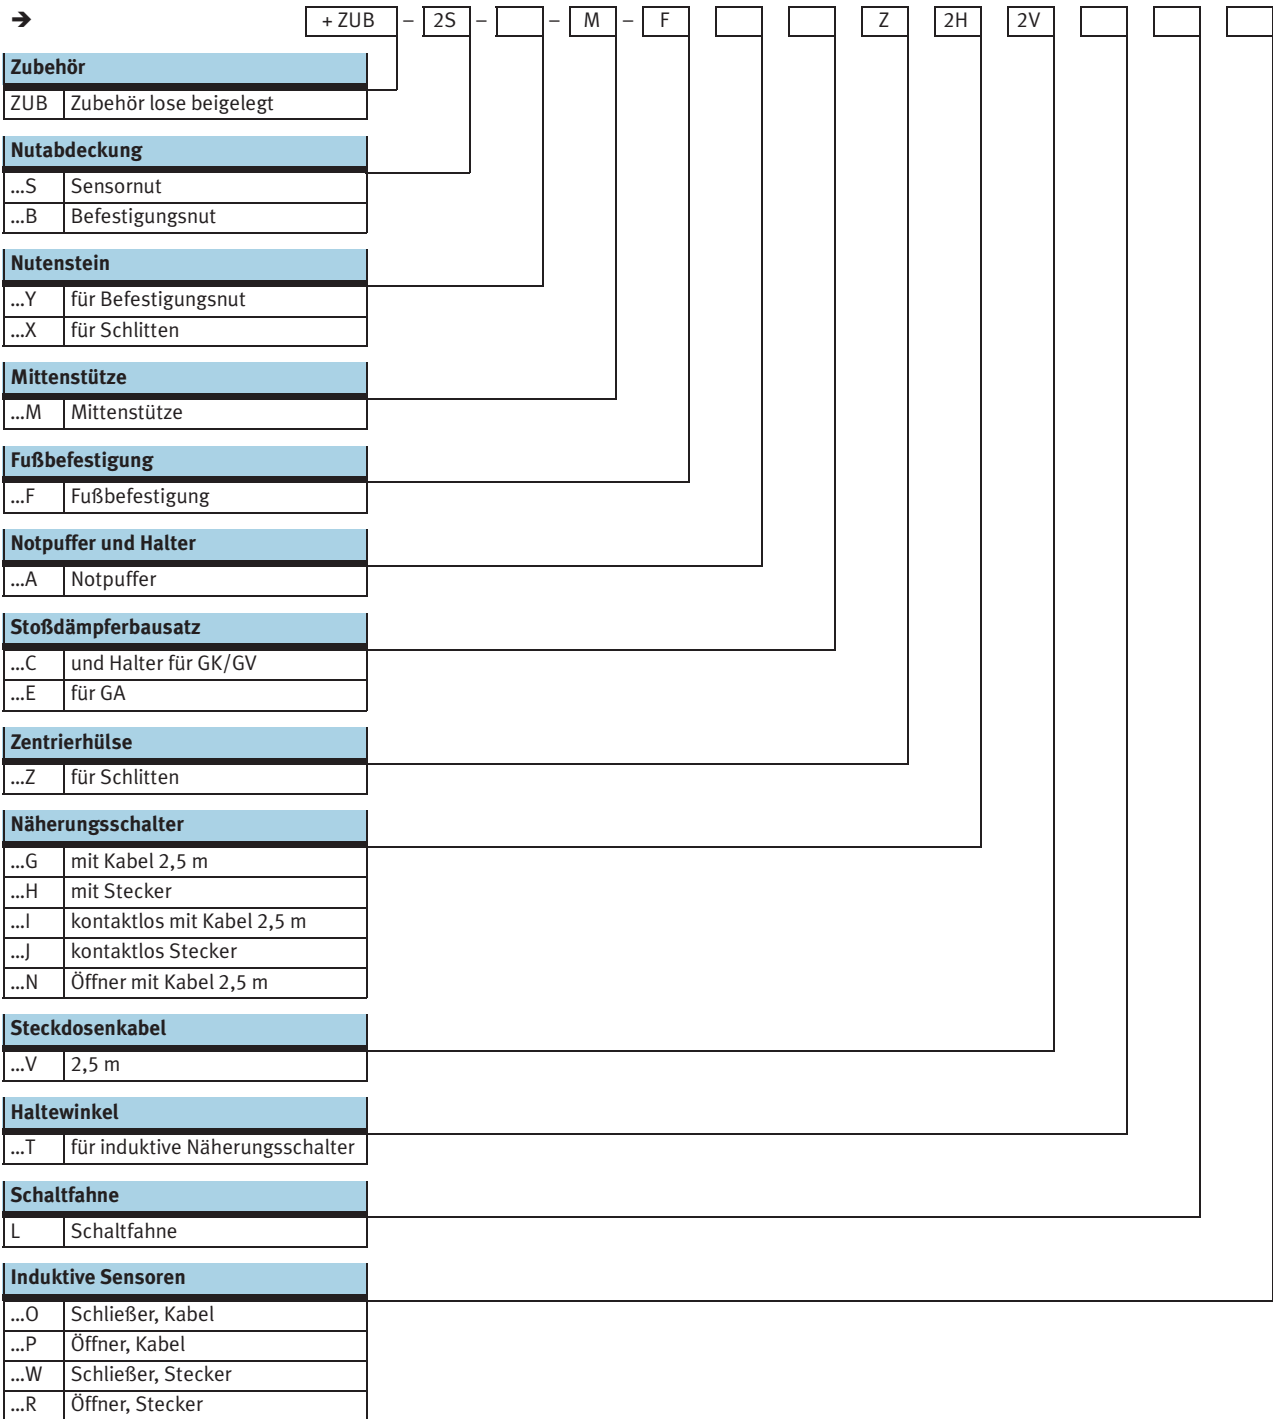 ➔ + ZUB – 2S – – M – F Z 2H 2V
Zubehör
ZUB Zubehör lose beigelegt
Nutabdeckung
...S Sensornut
...B Befestigungsnut
Nutenstein
...Y für Befestigungsnut
...X für Schlitten
Mittenstütze
...M Mittenstütze
Fußbefestigung
...F Fußbefestigung
Notpuffer und Halter
...A Notpuffer
Stoßdämpferbausatz
...C und Halter für GK/GV
...E für GA
Zentrierhülse
...Z für Schlitten
Näherungsschalter
...G mit Kabel 2,5 m
...H mit Stecker
...I kontaktlos mit Kabel 2,5 m
...J kontaktlos Stecker
...N Öffner mit Kabel 2,5 m
Steckdosenkabel
...V 2,5 m
Haltewinkel
...T für induktive Näherungsschalter
Schaltfahne
L Schaltfahne
Induktive Sensoren
...O Schließer, Kabel
...P Öffner, Kabel
...W Schließer, Stecker
...R Öffner, Stecker